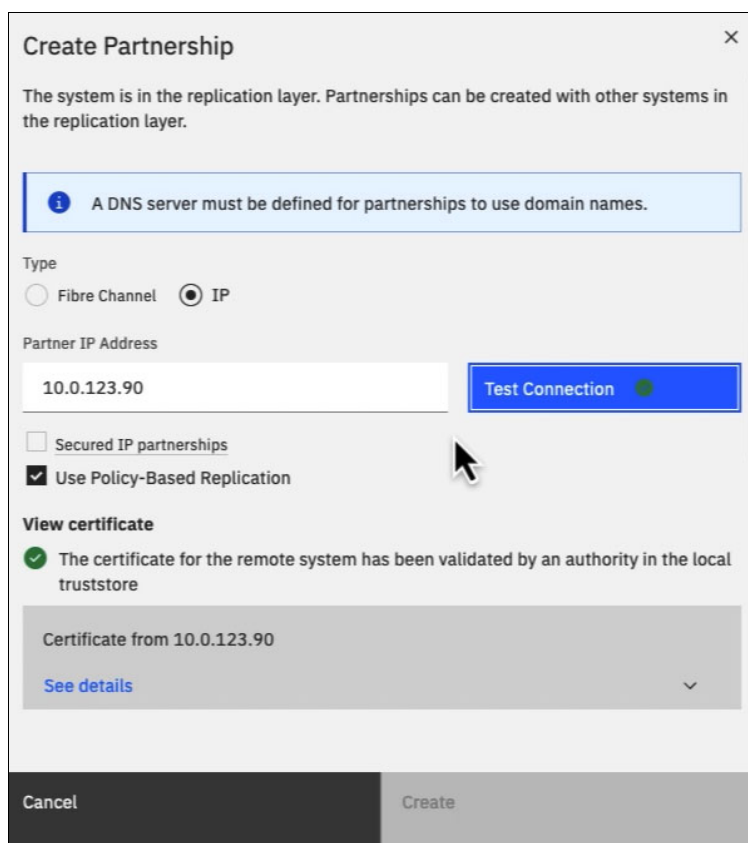 Create Partnership
The system is in the replication layer. Partnerships can be created with other systems in
the replication layer.
A DNS server must be defined for partnerships to use domain names.
Type
Fibre Channel IP
Partner IP Address
10.0.123.90 Test Connection
Secured IP partnerships
Use Policy-Based Replication
View certificate
The certificate for the remote system has been validated by an authority in the local
truststore
Certificate from 10.0.123.90
See details
Cancel Create